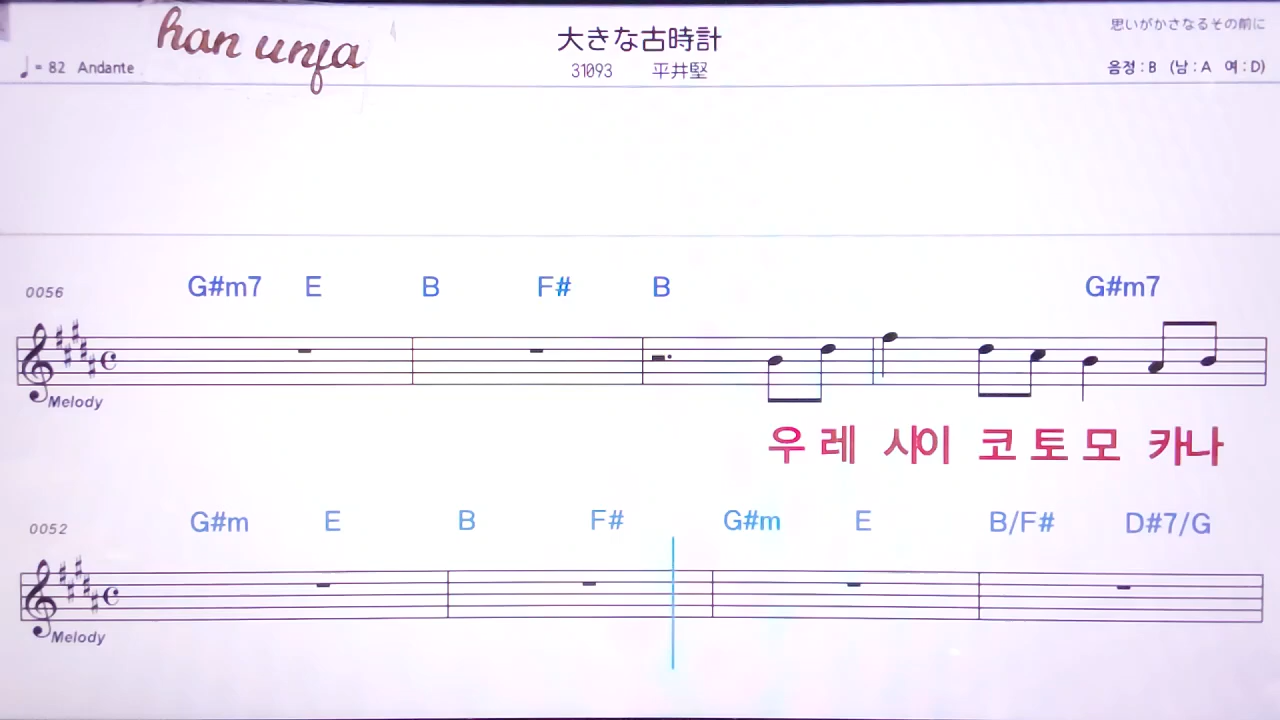 han unfa
大きな古時計
思いがかさなるその前に
♩ = 82 Andante
31093 平井堅
음정 : B (남 : A 여 : D)
G#m7 E B F# B G#m7
0056
Melody
우 레 샤이 코 토 모 카나
G#m E B F# G#m E B/F# D#7/G
0052
Melody